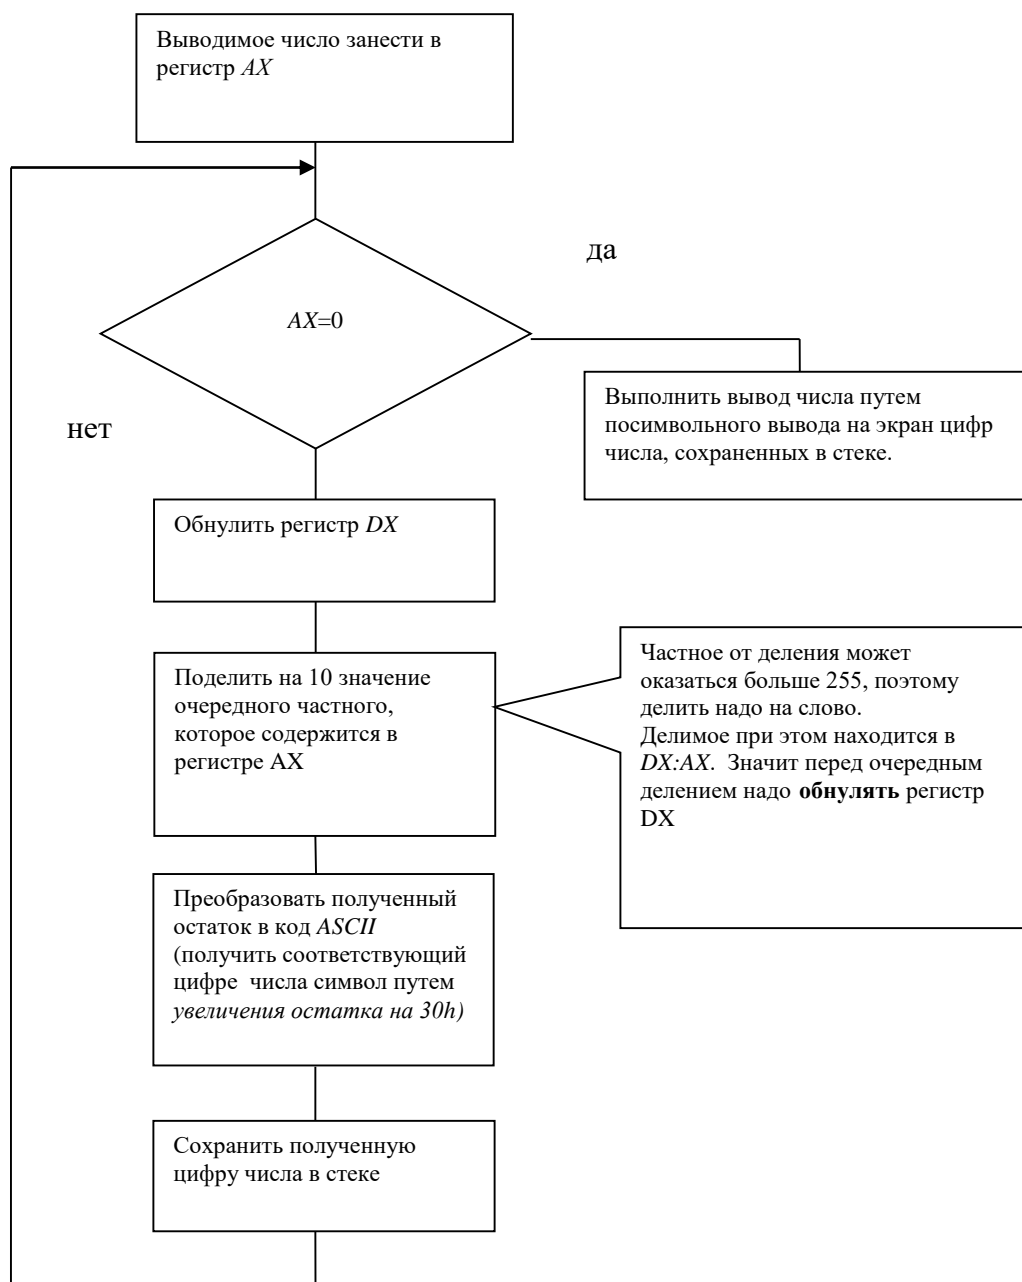 Выводимое число занести в
регистр AX
да
AX=0
нет
Выполнить вывод числа путем
посимвольного вывода на экран цифр
числа, сохраненных в стеке.
Обнулить регистр DX
Поделить на 10 значение
очередного частного,
которое содержится в
регистре AX
Частное от деления может
оказаться больше 255, поэтому
делить надо на слово.
Делимое при этом находится в
DX:AX. Значит перед очередным
делением надо обнулять регистр
DX
Преобразовать полученный
остаток в код ASCII
(получить соответствующий
цифре числа символ путем
увеличения остатка на 30h)
Сохранить полученную
цифру числа в стеке